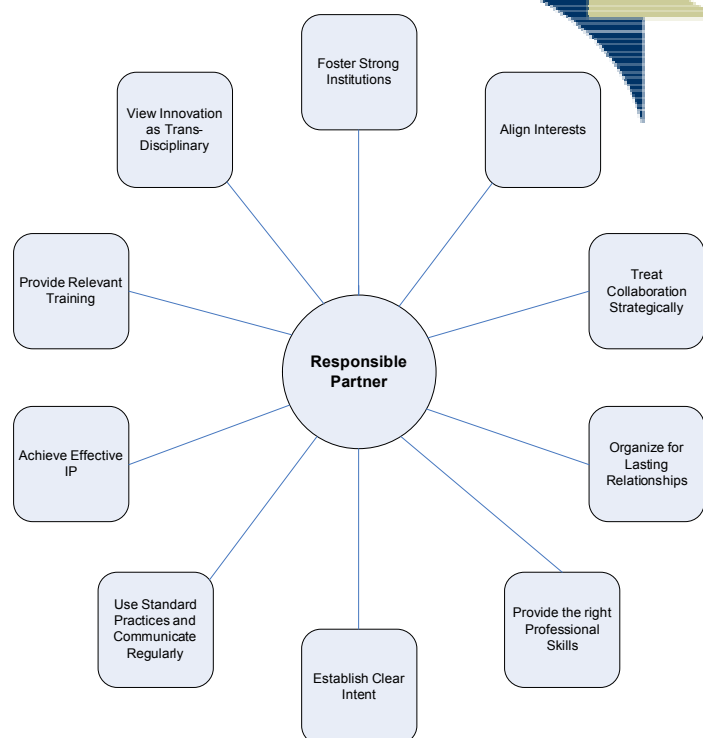 Foster Strong
Institutions
View Innovation
as Trans-
Disciplinary
Align Interests
Provide Relevant
Training
Treat
Collaboration
Strategically
Responsible
Partner
Achieve Effective
IP
Organize for
Lasting
Relationships
Use Standard
Practices and
Communicate
Regularly
Provide the right
Professional
Skills
Establish Clear
Intent